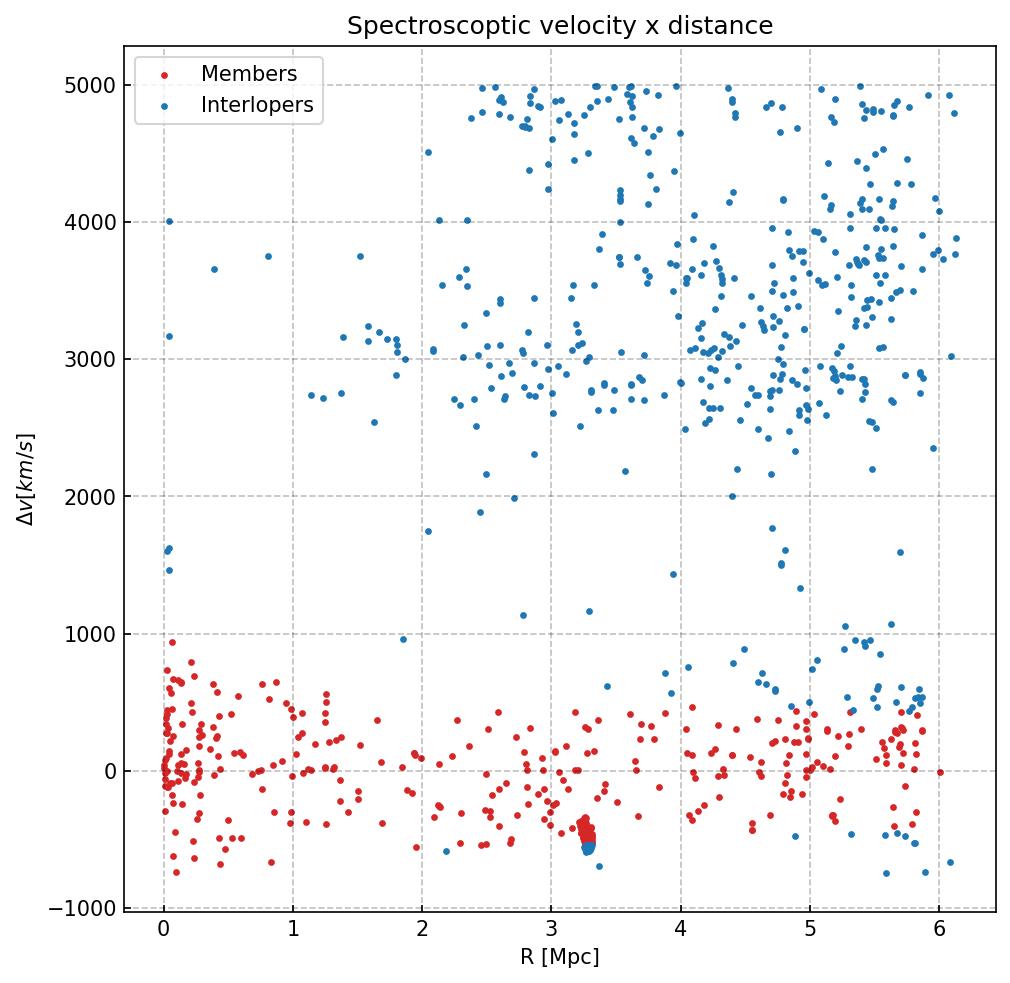 Spectroscoptic velocity x distance
Members
Interlopers
5000
4000
3000
2000
1000
0
−1000
Δv[km/s]
0 1 2 3 4 5 6
R [Mpc]